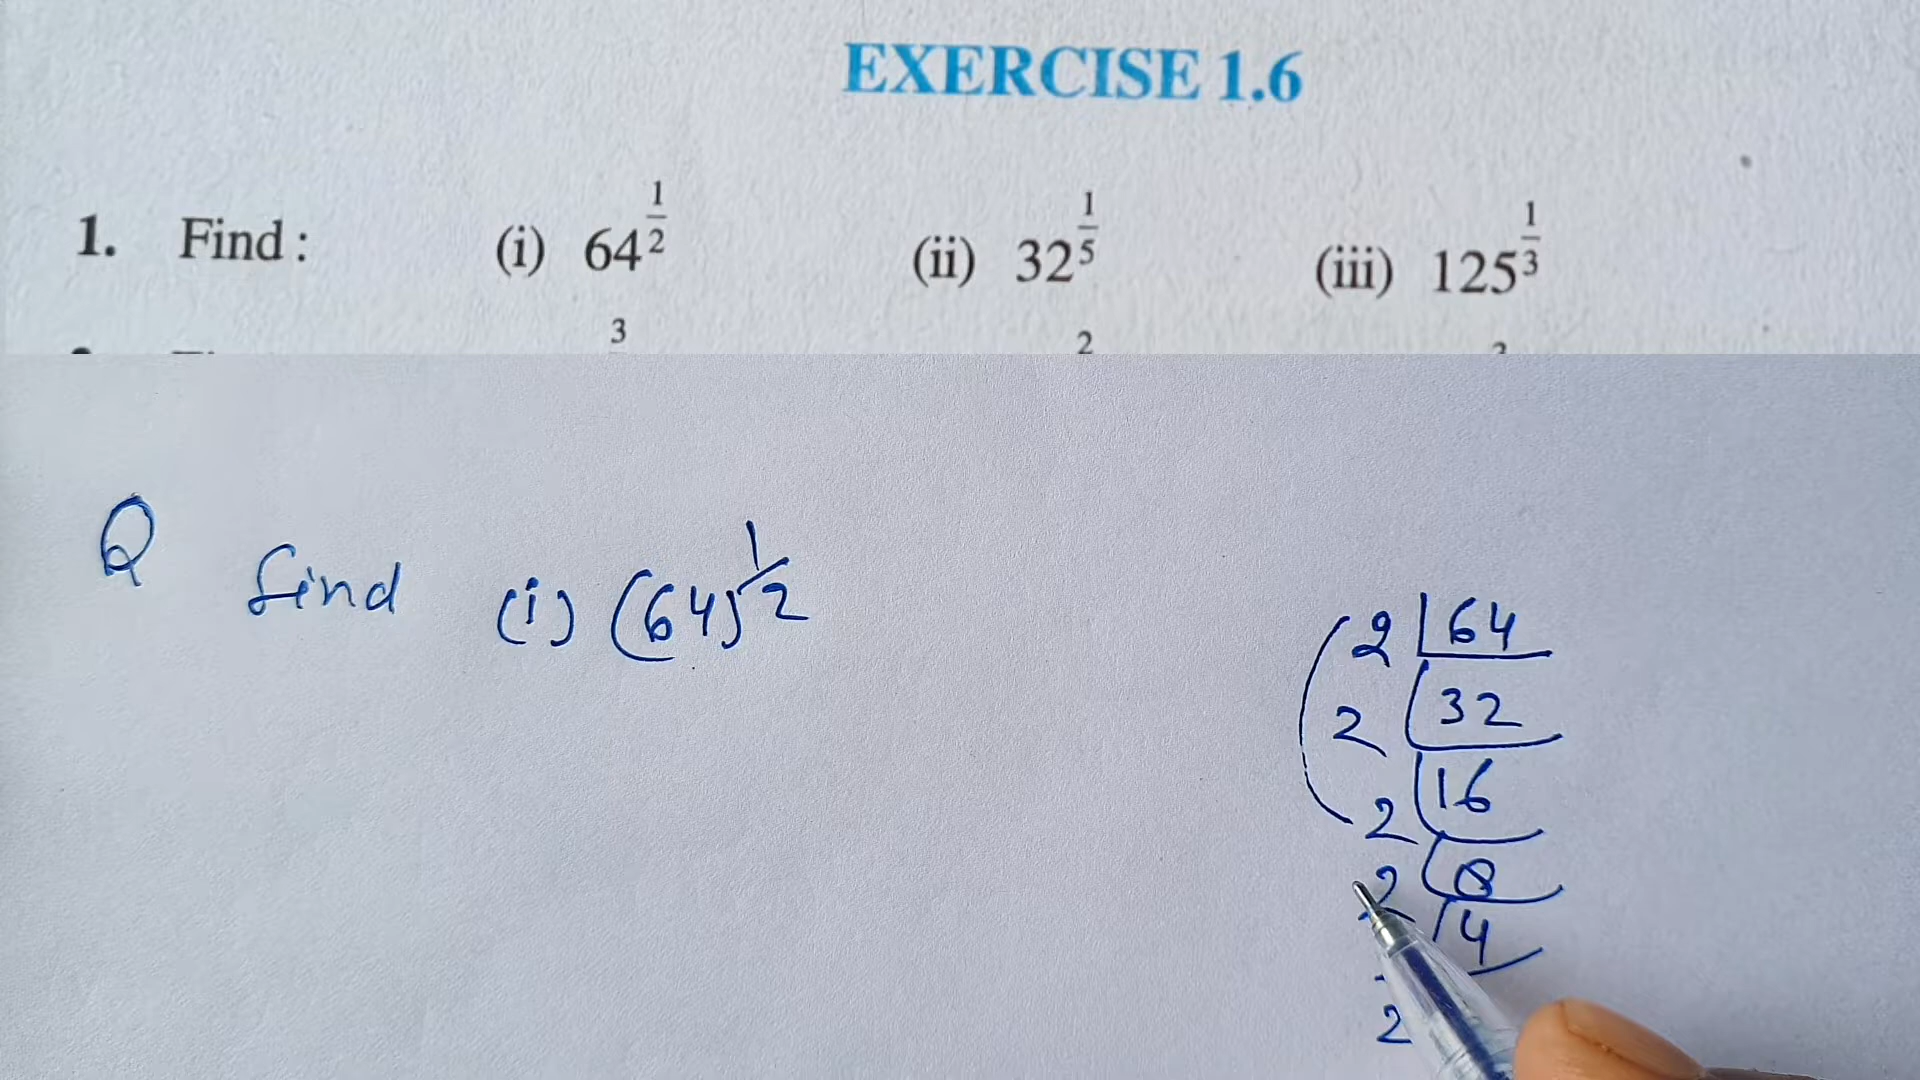 EXERCISE 1.6
1. Find : (i) 64^{1/2} (ii) 32^{1/5} (iii) 125^{1/3}
3 2
Q find (i) (64)^{1/2}
2 64
2 32
2 16
2 8
4
2